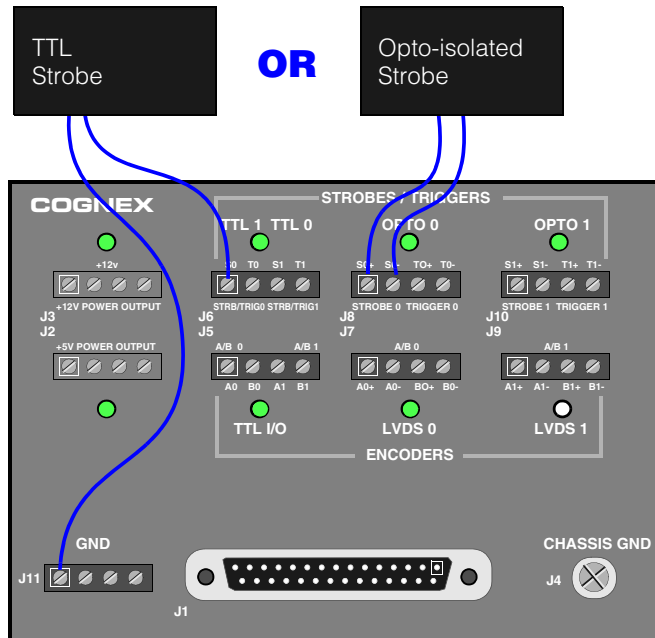 TTL
Strobe
OR
Opto-isolated
Strobe
COGNEX
STROBES / TRIGGERS
TTL 1 TTL 0
OPTO 0
OPTO 1
+12v
S0 T0 S1 T1
S0+ S0- TO+ T0-
S1+ S1- T1+ T1-
+12V POWER OUTPUT
STRB/TRIG0 STRB/TRIG1
STROBE 0 TRIGGER 0
STROBE 1 TRIGGER 1
J3
J6
J8
J10
J2
J5
J7
J9
+5V POWER OUTPUT
A/B 0
A/B 1
A/B 0
A/B 1
A0 B0 A1 B1
A0+ A0- BO+ B0-
A1+ A1- B1+ B1-
TTL I/O
LVDS 0
LVDS 1
ENCODERS
GND
CHASSIS GND
J11
J4
J1